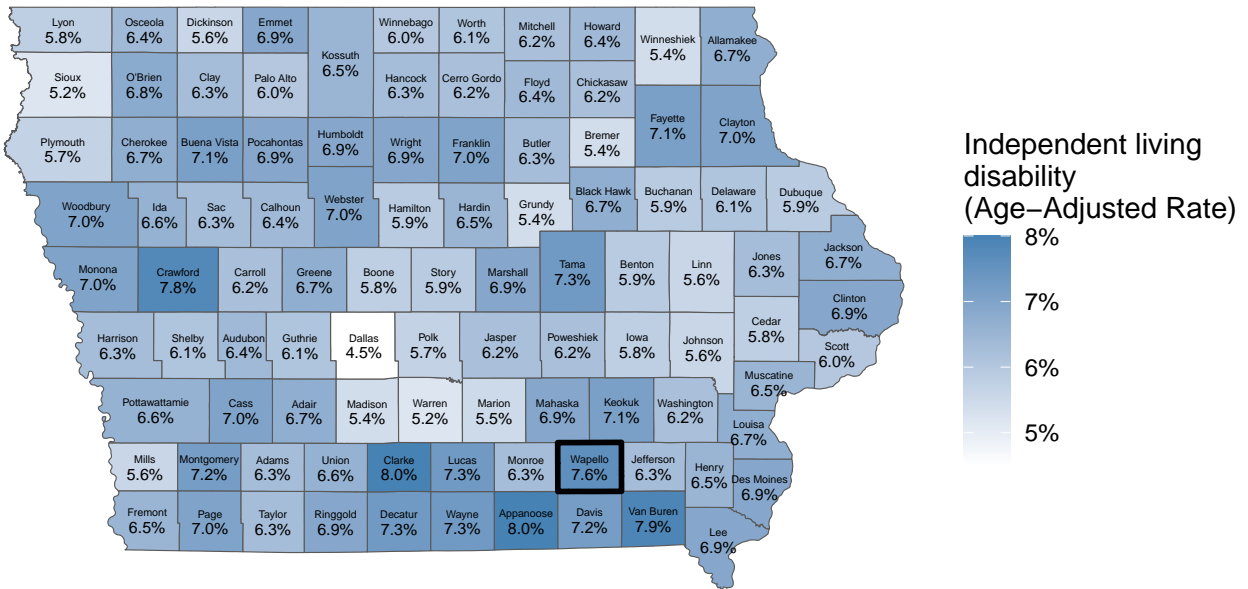 Lyon
5.8%
Osceola
6.4%
Dickinson
5.6%
Emmet
6.9%
Winnebago
6.0%
Worth
6.1%
Mitchell
6.2%
Howard
6.4%
Winneshiek
5.4%
Allamakee
6.7%
Kossuth
6.5%
Sioux
5.2%
O'Brien
6.8%
Clay
6.3%
Palo Alto
6.0%
Hancock
6.3%
Cerro Gordo
6.2%
Floyd
6.4%
Chickasaw
6.2%
Fayette
7.1%
Clayton
7.0%
Plymouth
5.7%
Cherokee
6.7%
Buena Vista
7.1%
Pocahontas
6.9%
Humboldt
6.9%
Wright
6.9%
Franklin
7.0%
Butler
6.3%
Bremer
5.4%
Woodbury
7.0%
Ida
6.6%
Sac
6.3%
Calhoun
6.4%
Webster
7.0%
Hamilton
5.9%
Hardin
6.5%
Grundy
5.4%
Black Hawk
6.7%
Buchanan
5.9%
Delaware
6.1%
Dubuque
5.9%
Monona
7.0%
Crawford
7.8%
Carroll
6.2%
Greene
6.7%
Boone
5.8%
Story
5.9%
Marshall
6.9%
Tama
7.3%
Benton
5.9%
Linn
5.6%
Jones
6.3%
Jackson
6.7%
Clinton
6.9%
Harrison
6.3%
Shelby
6.1%
Audubon
6.4%
Guthrie
6.1%
Dallas
4.5%
Polk
5.7%
Jasper
6.2%
Poweshiek
6.2%
Iowa
5.8%
Johnson
5.6%
Cedar
5.8%
Scott
6.0%
Muscatine
6.5%
Pottawattamie
6.6%
Cass
7.0%
Adair
6.7%
Madison
5.4%
Warren
5.2%
Marion
5.5%
Mahaska
6.9%
Keokuk
7.1%
Washington
6.2%
Louisa
6.7%
Mills
5.6%
Montgomery
7.2%
Adams
6.3%
Union
6.6%
Clarke
8.0%
Lucas
7.3%
Monroe
6.3%
Wapello
7.6%
Jefferson
6.3%
Henry
6.5%
Des Moines
6.9%
Fremont
6.5%
Page
7.0%
Taylor
6.3%
Ringgold
6.9%
Decatur
7.3%
Wayne
7.3%
Appanoose
8.0%
Davis
7.2%
Van Buren
7.9%
Lee
6.9%
Independent living
disability
(Age−Adjusted Rate)
8%
7%
6%
5%